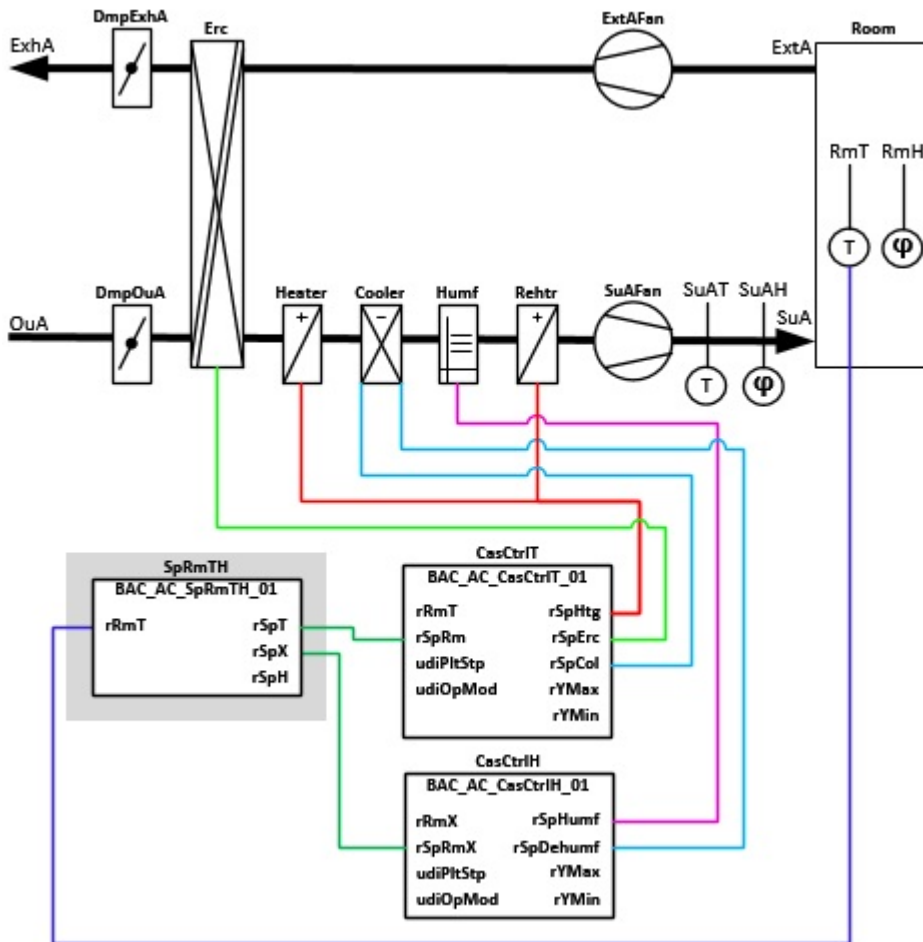 DmpExhA Erc ExtAFan Room
ExhA ExtA
RmT RmH
T φ
DmpOuA Heater Cooler Humf Rehtr SuAFan SuAT SuAH
OuA + − + SuA
T φ
SpRmTH
BAC_AC_SpRmTH_01
rRmT rSpT
rSpX
rSpH
CasCtrlT
BAC_AC_CasCtrlT_01
rRmT rSpHtg
rSpRm rSpErc
udiPltStp rSpCol
udiOpMod rYMax
rYMin
CasCtrlH
BAC_AC_CasCtrlH_01
rRmX rSpHumf
rSpRmX rSpDehumf
udiPltStp rYMax
udiOpMod rYMin